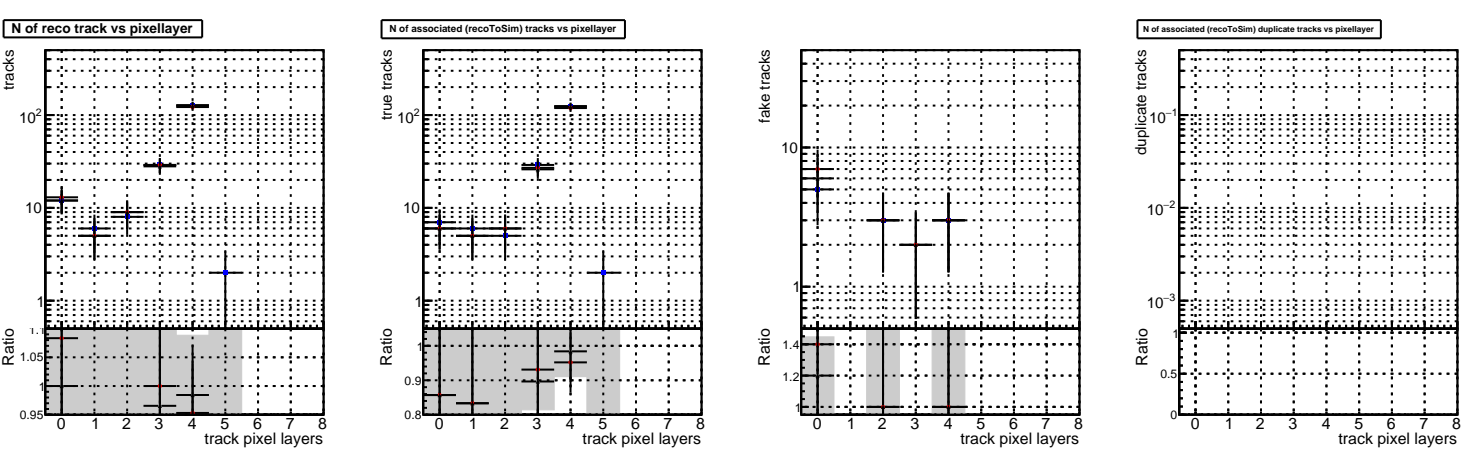 N of reco track vs pixellayer
tracks
10²
10
1
Ratio
1.1
1.05
1
0.95
0 1 2 3 4 5 6 7 8
track pixel layers
N of associated (recoToSim) tracks vs pixellayer
true tracks
10²
10
1
Ratio
1
0.9
0.8
0 1 2 3 4 5 6 7 8
track pixel layers
fake tracks
10
1
Ratio
1.4
1.2
1
0 1 2 3 4 5 6 7 8
track pixel layers
N of associated (recoToSim) duplicate tracks vs pixellayer
duplicate tracks
10⁻¹
10⁻²
10⁻³
Ratio
1
0.5
0
0 1 2 3 4 5 6 7 8
track pixel layers